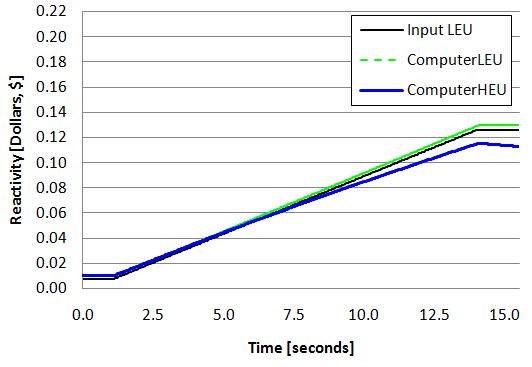 0.22
0.20
0.18
0.16
0.14
0.12
0.10
0.08
0.06
0.04
0.02
0.00
Reactivity [Dollars, $]
Input LEU
ComputerLEU
ComputerHEU
0.0 2.5 5.0 7.5 10.0 12.5 15.0
Time [seconds]